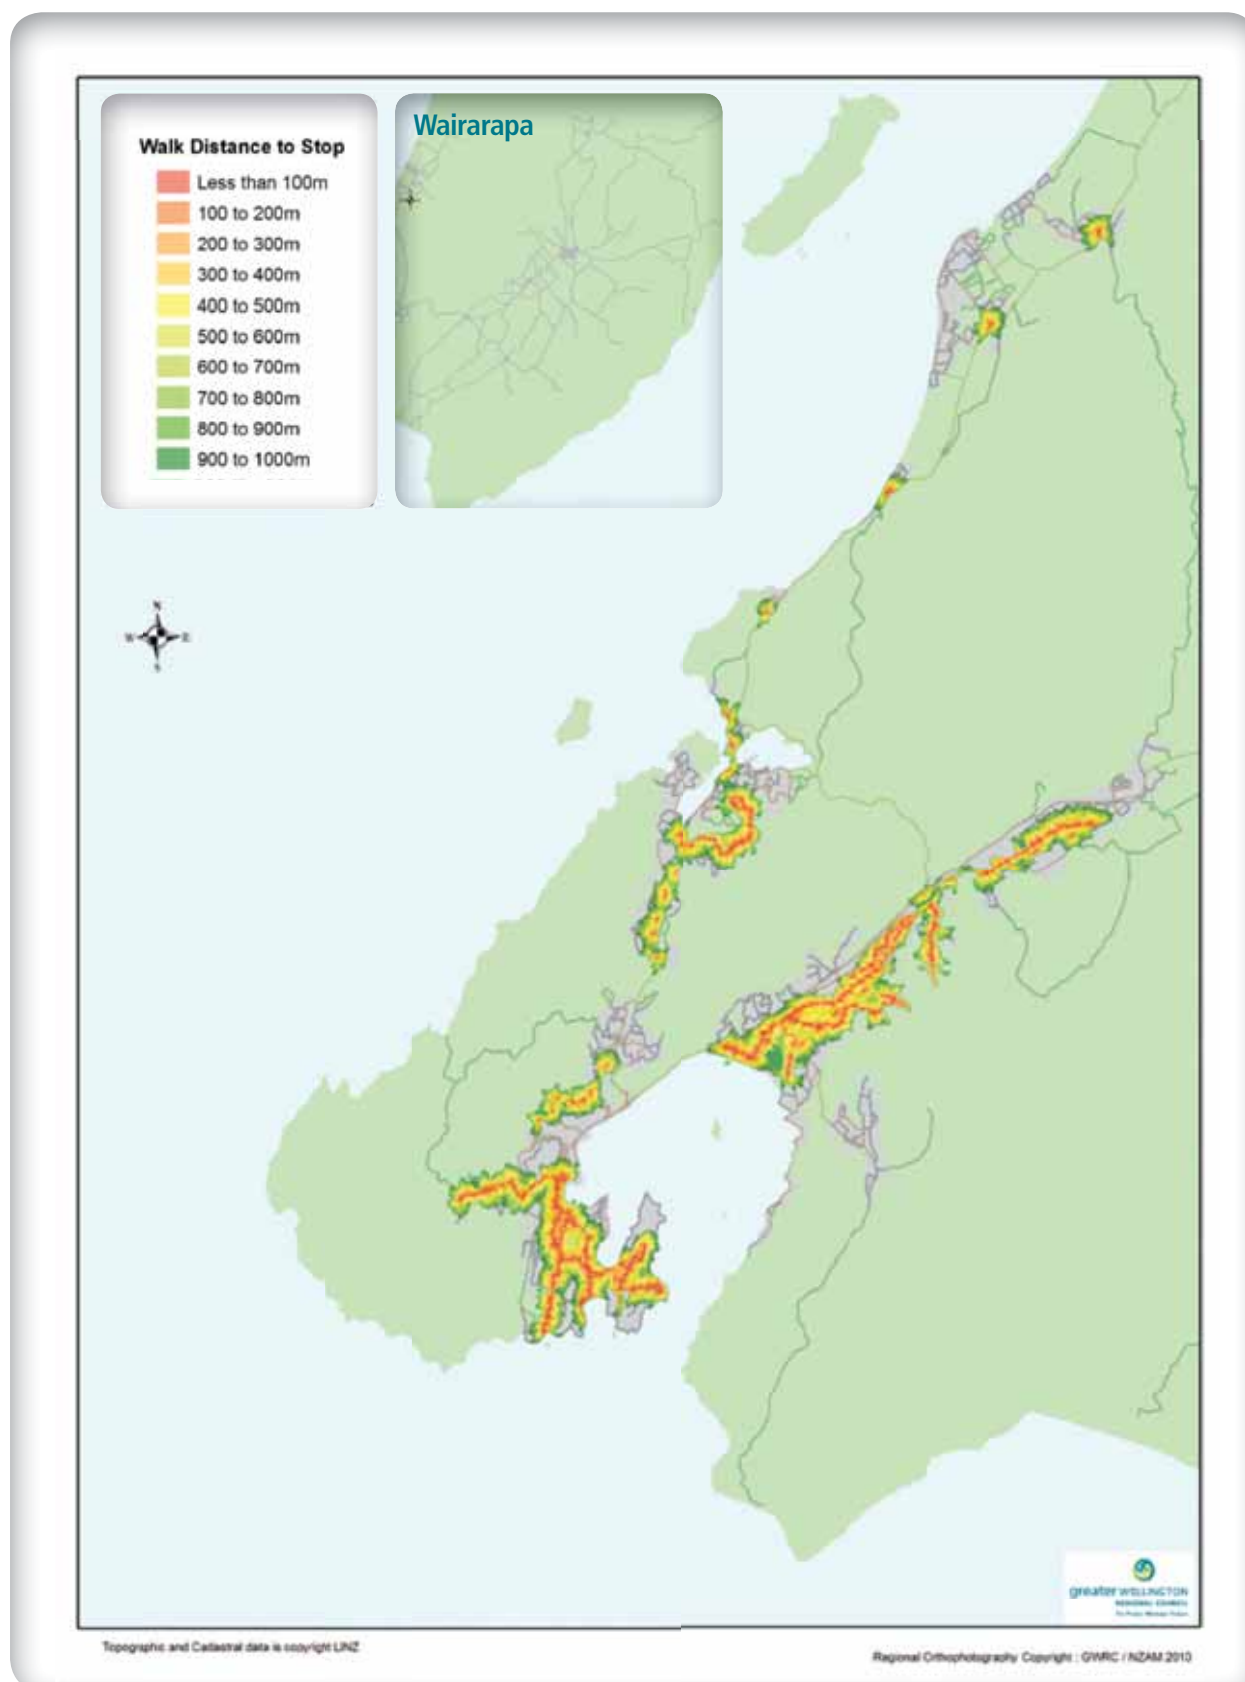 Walk Distance to Stop
Less than 100m
100 to 200m
200 to 300m
300 to 400m
400 to 500m
500 to 600m
600 to 700m
700 to 800m
800 to 900m
900 to 1000m
Wairarapa
N
W E
S
greater WELLINGTON
REGIONAL COUNCIL
Topographic and Cadastral data is copyright LINZ
Regional Orthophotography Copyright : GWRC / NZAM 2010